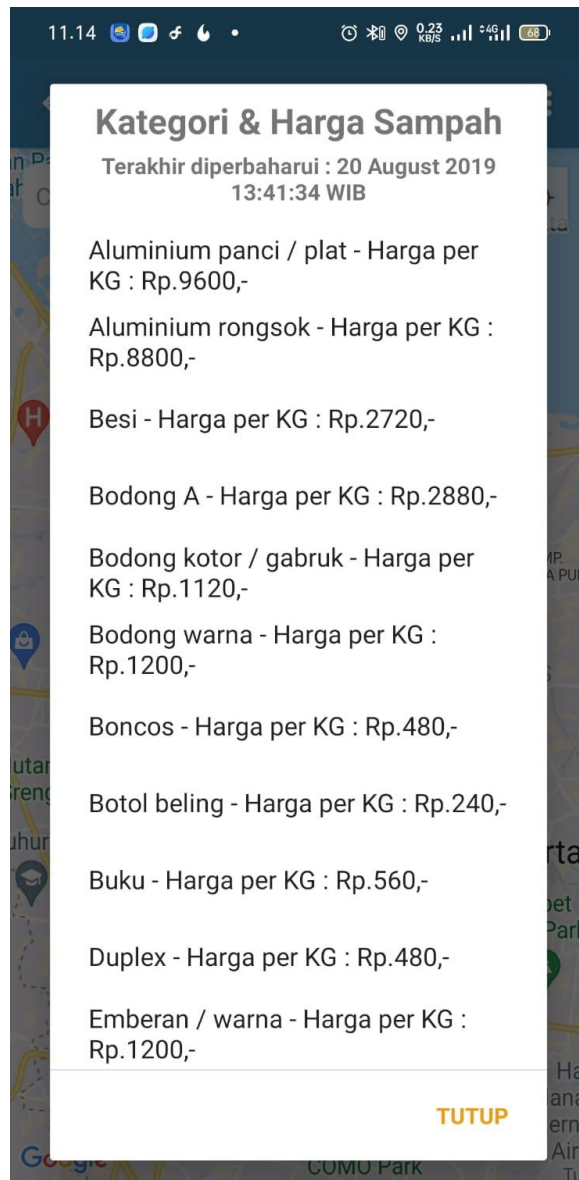 11.14
0.23
KB/S
4G
68
Kategori & Harga Sampah
Terakhir diperbaharui : 20 August 2019
13:41:34 WIB
Aluminium panci / plat - Harga per
KG : Rp.9600,-
Aluminium rongsok - Harga per KG :
Rp.8800,-
Besi - Harga per KG : Rp.2720,-
Bodong A - Harga per KG : Rp.2880,-
Bodong kotor / gabruk - Harga per
KG : Rp.1120,-
Bodong warna - Harga per KG :
Rp.1200,-
Boncos - Harga per KG : Rp.480,-
Botol beling - Harga per KG : Rp.240,-
Buku - Harga per KG : Rp.560,-
Duplex - Harga per KG : Rp.480,-
Emberan / warna - Harga per KG :
Rp.1200,-
TUTUP
Google
COMO Park